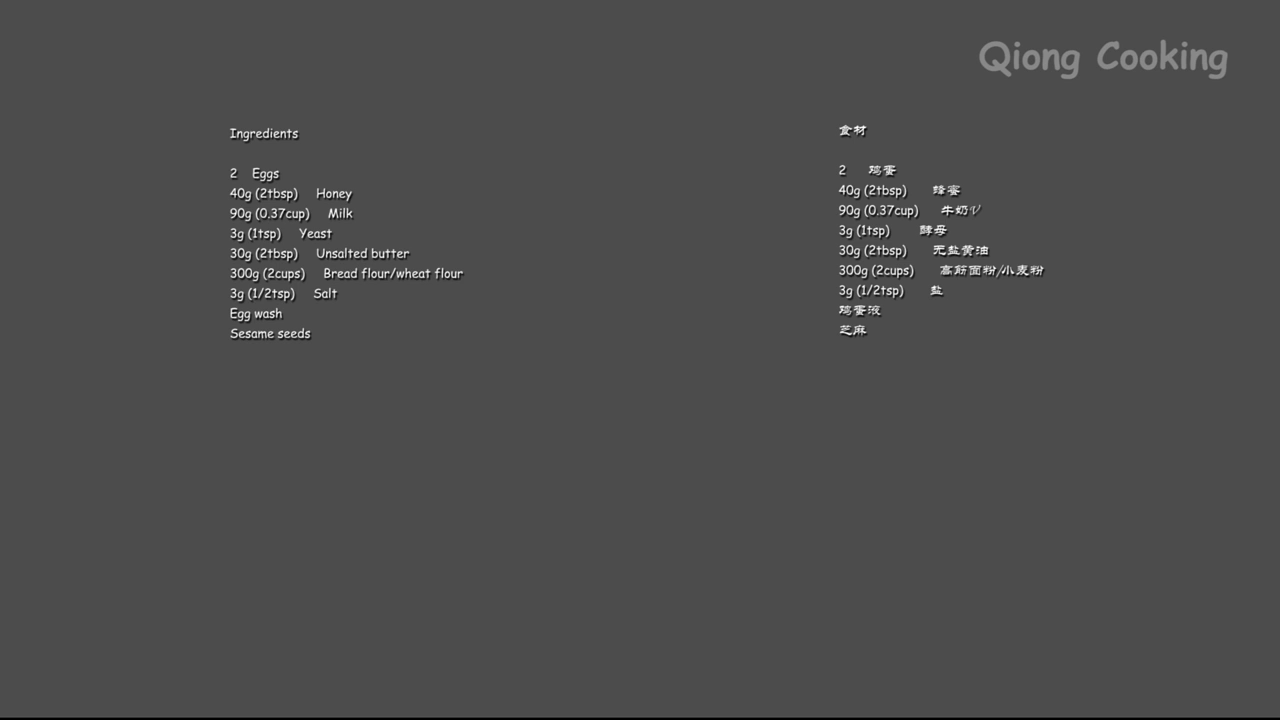 Qiong Cooking
Ingredients
2 Eggs
40g (2tbsp) Honey
90g (0.37cup) Milk
3g (1tsp) Yeast
30g (2tbsp) Unsalted butter
300g (2cups) Bread flour/wheat flour
3g (1/2tsp) Salt
Egg wash
Sesame seeds
食材
2 鸡蛋
40g (2tbsp) 蜂蜜
90g (0.37cup) 牛奶V
3g (1tsp) 酵母
30g (2tbsp) 无盐黄油
300g (2cups) 高筋面粉/小麦粉
3g (1/2tsp) 盐
鸡蛋液
芝麻